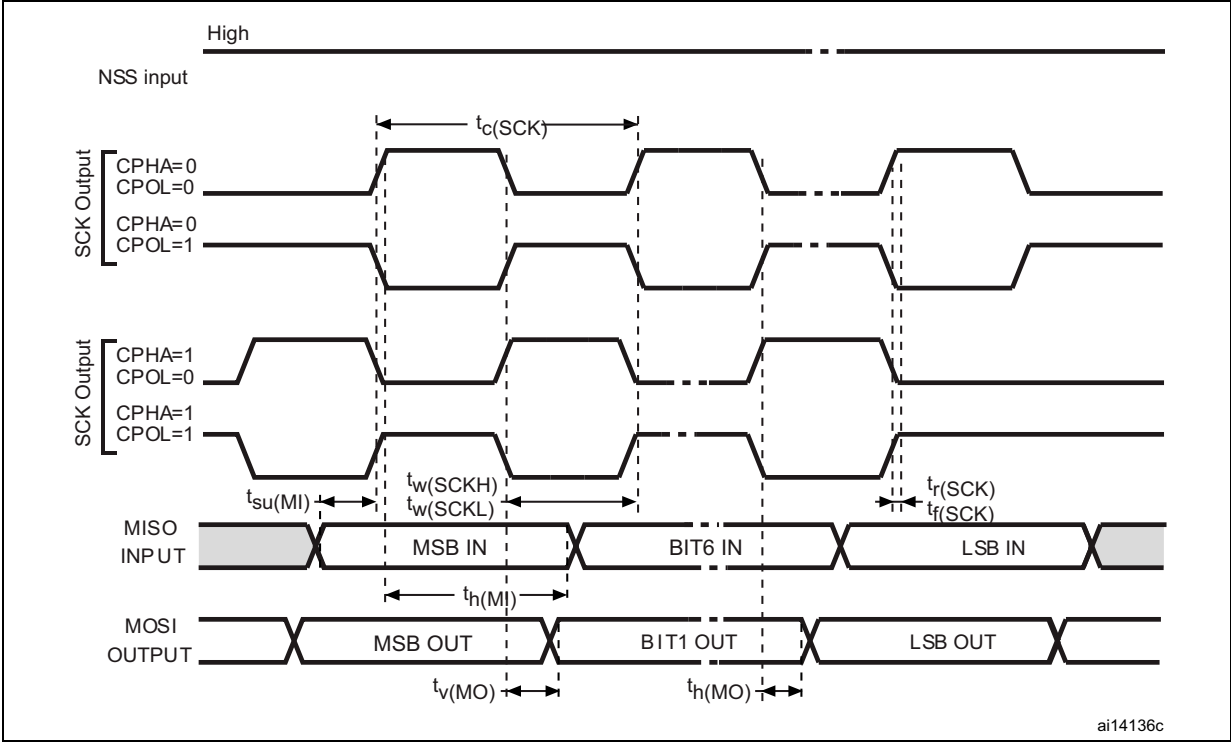 High
NSS input
tc(SCK)
SCK Output
CPHA=0
CPOL=0
CPHA=0
CPOL=1
SCK Output
CPHA=1
CPOL=0
CPHA=1
CPOL=1
tsu(MI)
tw(SCKH)
tw(SCKL)
tr(SCK)
tf(SCK)
MISO
INPUT
MSB IN
BIT6 IN
LSB IN
th(MI)
MOSI
OUTPUT
MSB OUT
BIT1 OUT
LSB OUT
tv(MO)
th(MO)
ai14136c